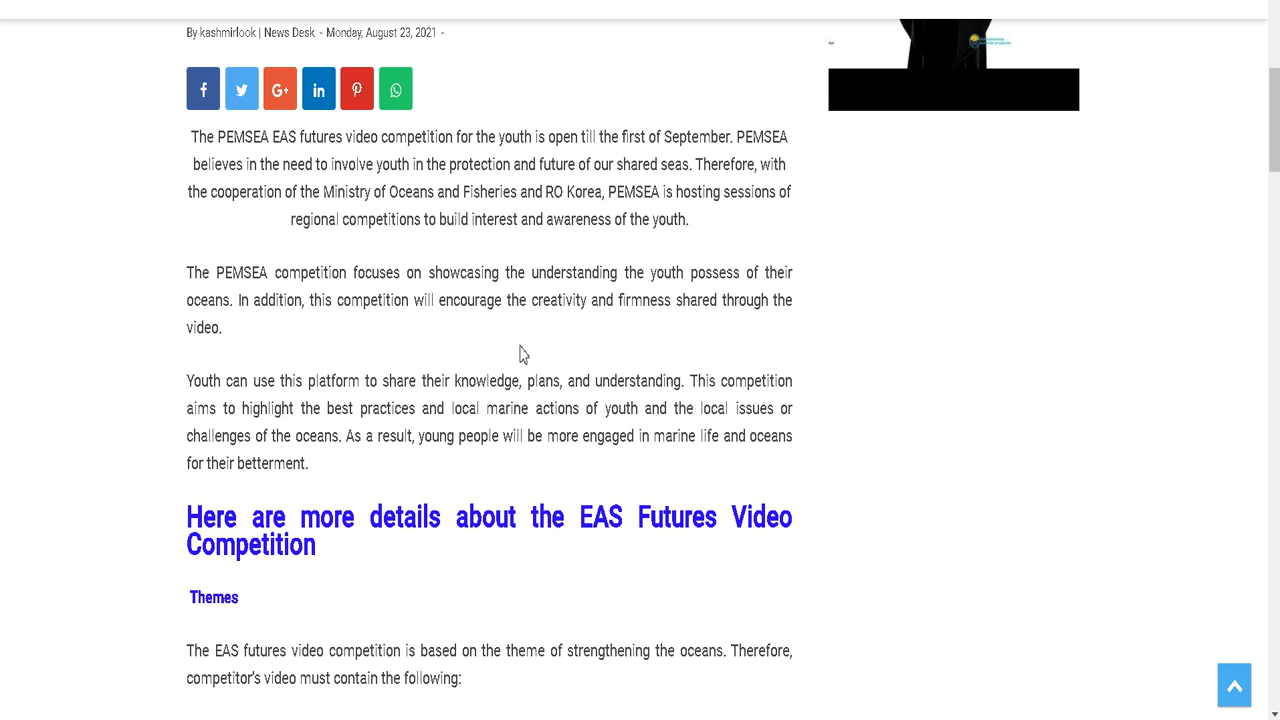 By kashmirlook | News Desk - Monday, August 23, 2021 -
f G+ in
The PEMSEA EAS futures video competition for the youth is open till the first of September. PEMSEA
believes in the need to involve youth in the protection and future of our shared seas. Therefore, with
the cooperation of the Ministry of Oceans and Fisheries and RO Korea, PEMSEA is hosting sessions of
regional competitions to build interest and awareness of the youth.
The PEMSEA competition focuses on showcasing the understanding the youth possess of their
oceans. In addition, this competition will encourage the creativity and firmness shared through the
video.
Youth can use this platform to share their knowledge, plans, and understanding. This competition
aims to highlight the best practices and local marine actions of youth and the local issues or
challenges of the oceans. As a result, young people will be more engaged in marine life and oceans
for their betterment.
Here are more details about the EAS Futures Video
Competition
Themes
The EAS futures video competition is based on the theme of strengthening the oceans. Therefore,
competitor's video must contain the following: